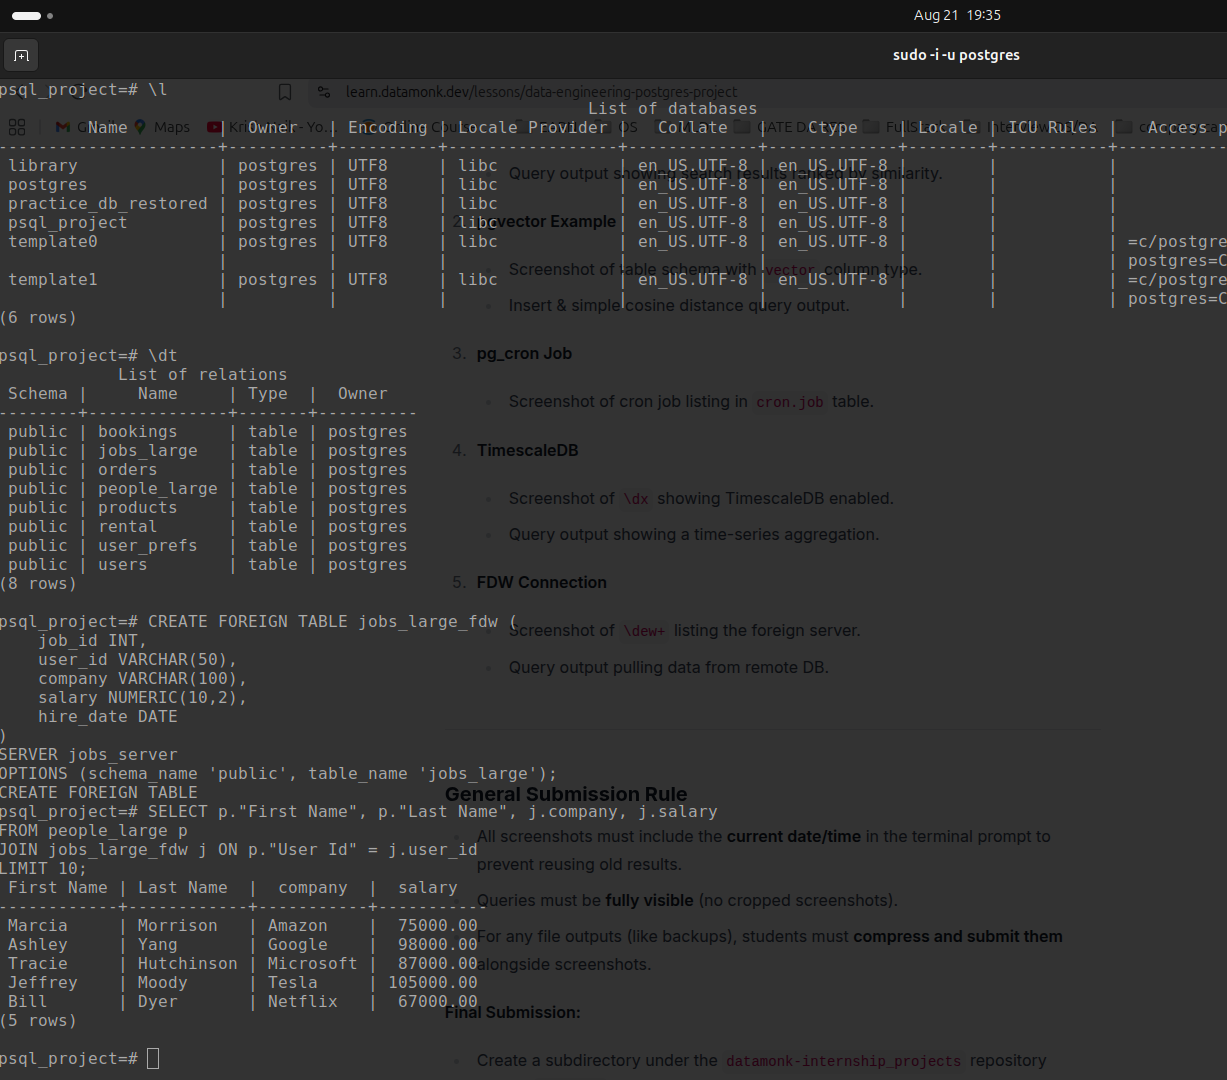 Aug 21 19:35
sudo -i -u postgres
psql_project=# \l
learn.datamonk.dev/lessons/data-engineering-postgres-project
List of databases
Name | Owner | Encoding | Locale Provider | Collate | Ctype | Locale | ICU Rules | Access p
Maps
GATE DA
FullSta
-----------------------+-----------+----------+-----------------+-------------+-------------+--------+-----------+-----------
library | postgres | UTF8 | libc | en_US.UTF-8 | en_US.UTF-8 | | |
Query output showing search results ranked by similarity.
postgres | postgres | UTF8 | libc | en_US.UTF-8 | en_US.UTF-8 | | |
practice_db_restored | postgres | UTF8 | libc | en_US.UTF-8 | en_US.UTF-8 | | |
psql_project | postgres | UTF8 | libc | en_US.UTF-8 | en_US.UTF-8 | | |
2. pgvector Example
template0 | postgres | UTF8 | libc | en_US.UTF-8 | en_US.UTF-8 | | | =c/postgre
| | | | | | | | postgres=C
Screenshot of table schema with vector column type.
template1 | postgres | UTF8 | libc | en_US.UTF-8 | en_US.UTF-8 | | | =c/postgre
| | | | | | | | postgres=C
Insert & simple cosine distance query output.
(6 rows)
3. pg_cron Job
psql_project=# \dt
List of relations
Schema | Name | Type | Owner
--------+--------------+-------+----------
Screenshot of cron job listing in cron.job table.
public | bookings | table | postgres
public | jobs_large | table | postgres
4. TimescaleDB
public | orders | table | postgres
public | people_large | table | postgres
Screenshot of \dx showing TimescaleDB enabled.
public | products | table | postgres
public | rental | table | postgres
Query output showing a time-series aggregation.
public | user_prefs | table | postgres
public | users | table | postgres
(8 rows)
5. FDW Connection
psql_project=# CREATE FOREIGN TABLE jobs_large_fdw (
Screenshot of \dew+ listing the foreign server.
job_id INT,
user_id VARCHAR(50),
Query output pulling data from remote DB.
company VARCHAR(100),
salary NUMERIC(10,2),
hire_date DATE
)
SERVER jobs_server
OPTIONS (schema_name 'public', table_name 'jobs_large');
CREATE FOREIGN TABLE
General Submission Rule
psql_project=# SELECT p."First Name", p."Last Name", j.company, j.salary
FROM people_large p
All screenshots must include the current date/time in the terminal prompt to
JOIN jobs_large_fdw j ON p."User Id" = j.user_id
prevent reusing old results.
LIMIT 10;
First Name | Last Name | company | salary
------------+------------+-----------+-----------
Queries must be fully visible (no cropped screenshots).
Marcia | Morrison | Amazon | 75000.00
Ashley | Yang | Google | 98000.00
For any file outputs (like backups), students must compress and submit them
Tracie | Hutchinson | Microsoft | 87000.00
alongside screenshots.
Jeffrey | Moody | Tesla | 105000.00
Bill | Dyer | Netflix | 67000.00
(5 rows)
Final Submission:
psql_project=#
Create a subdirectory under the datamonk-internship_projects repository